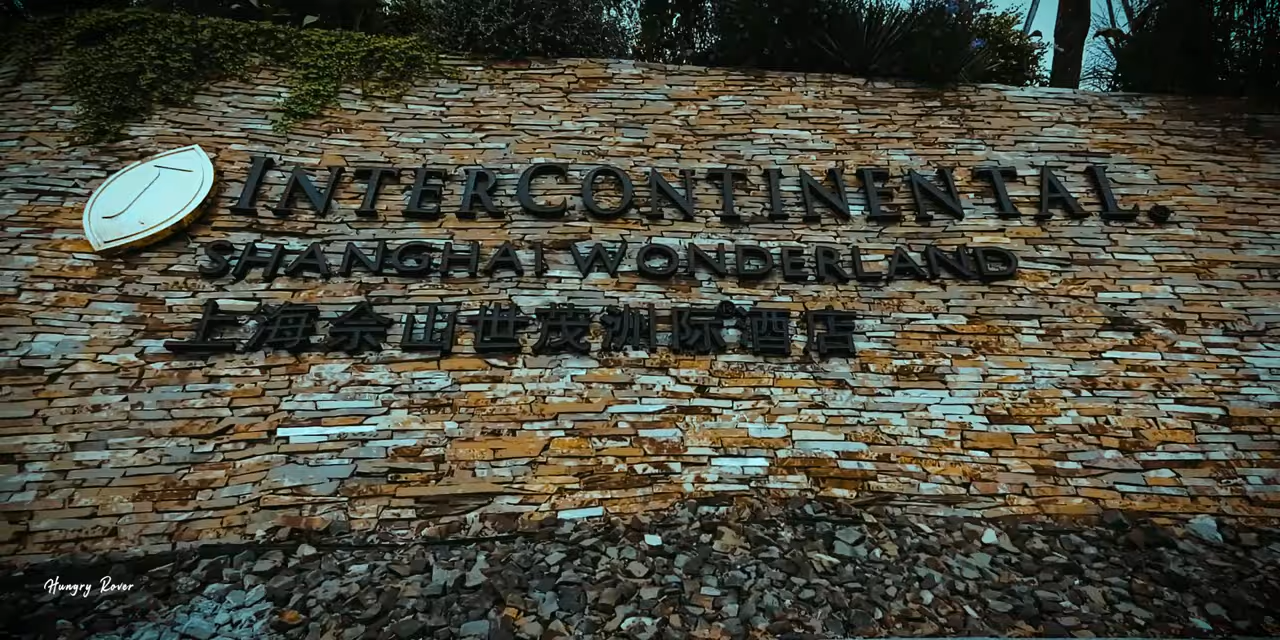 INTERCONTINENTAL.
SHANGHAI WONDERLAND
上海佘山世茂洲际酒店
Hungry Rover